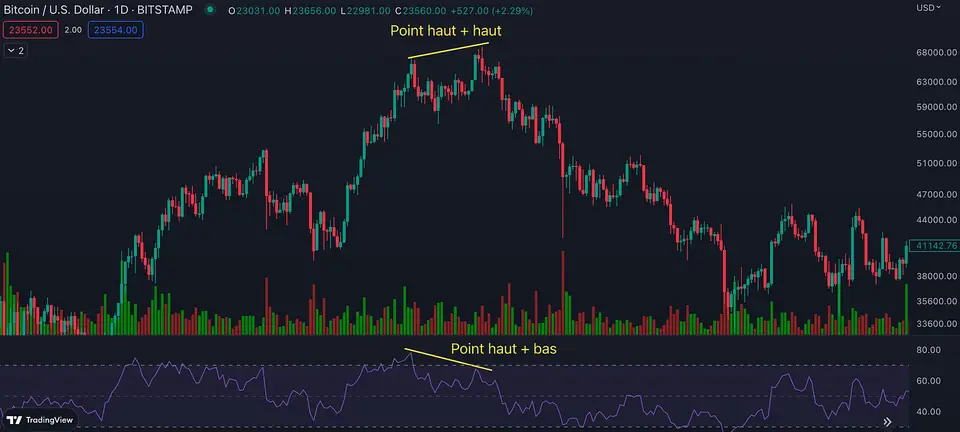 Bitcoin / U.S. Dollar · 1D · BITSTAMP O23031.00 H23656.00 L22981.00 C23560.00 +527.00 (+2.29%)
USD
23552.00 2.00 23554.00
2
Point haut + haut
68000.00
63000.00
59000.00
55000.00
51000.00
47000.00
44000.00
41142.76
38000.00
35600.00
33600.00
Point haut + bas
80.00
60.00
40.00
TradingView